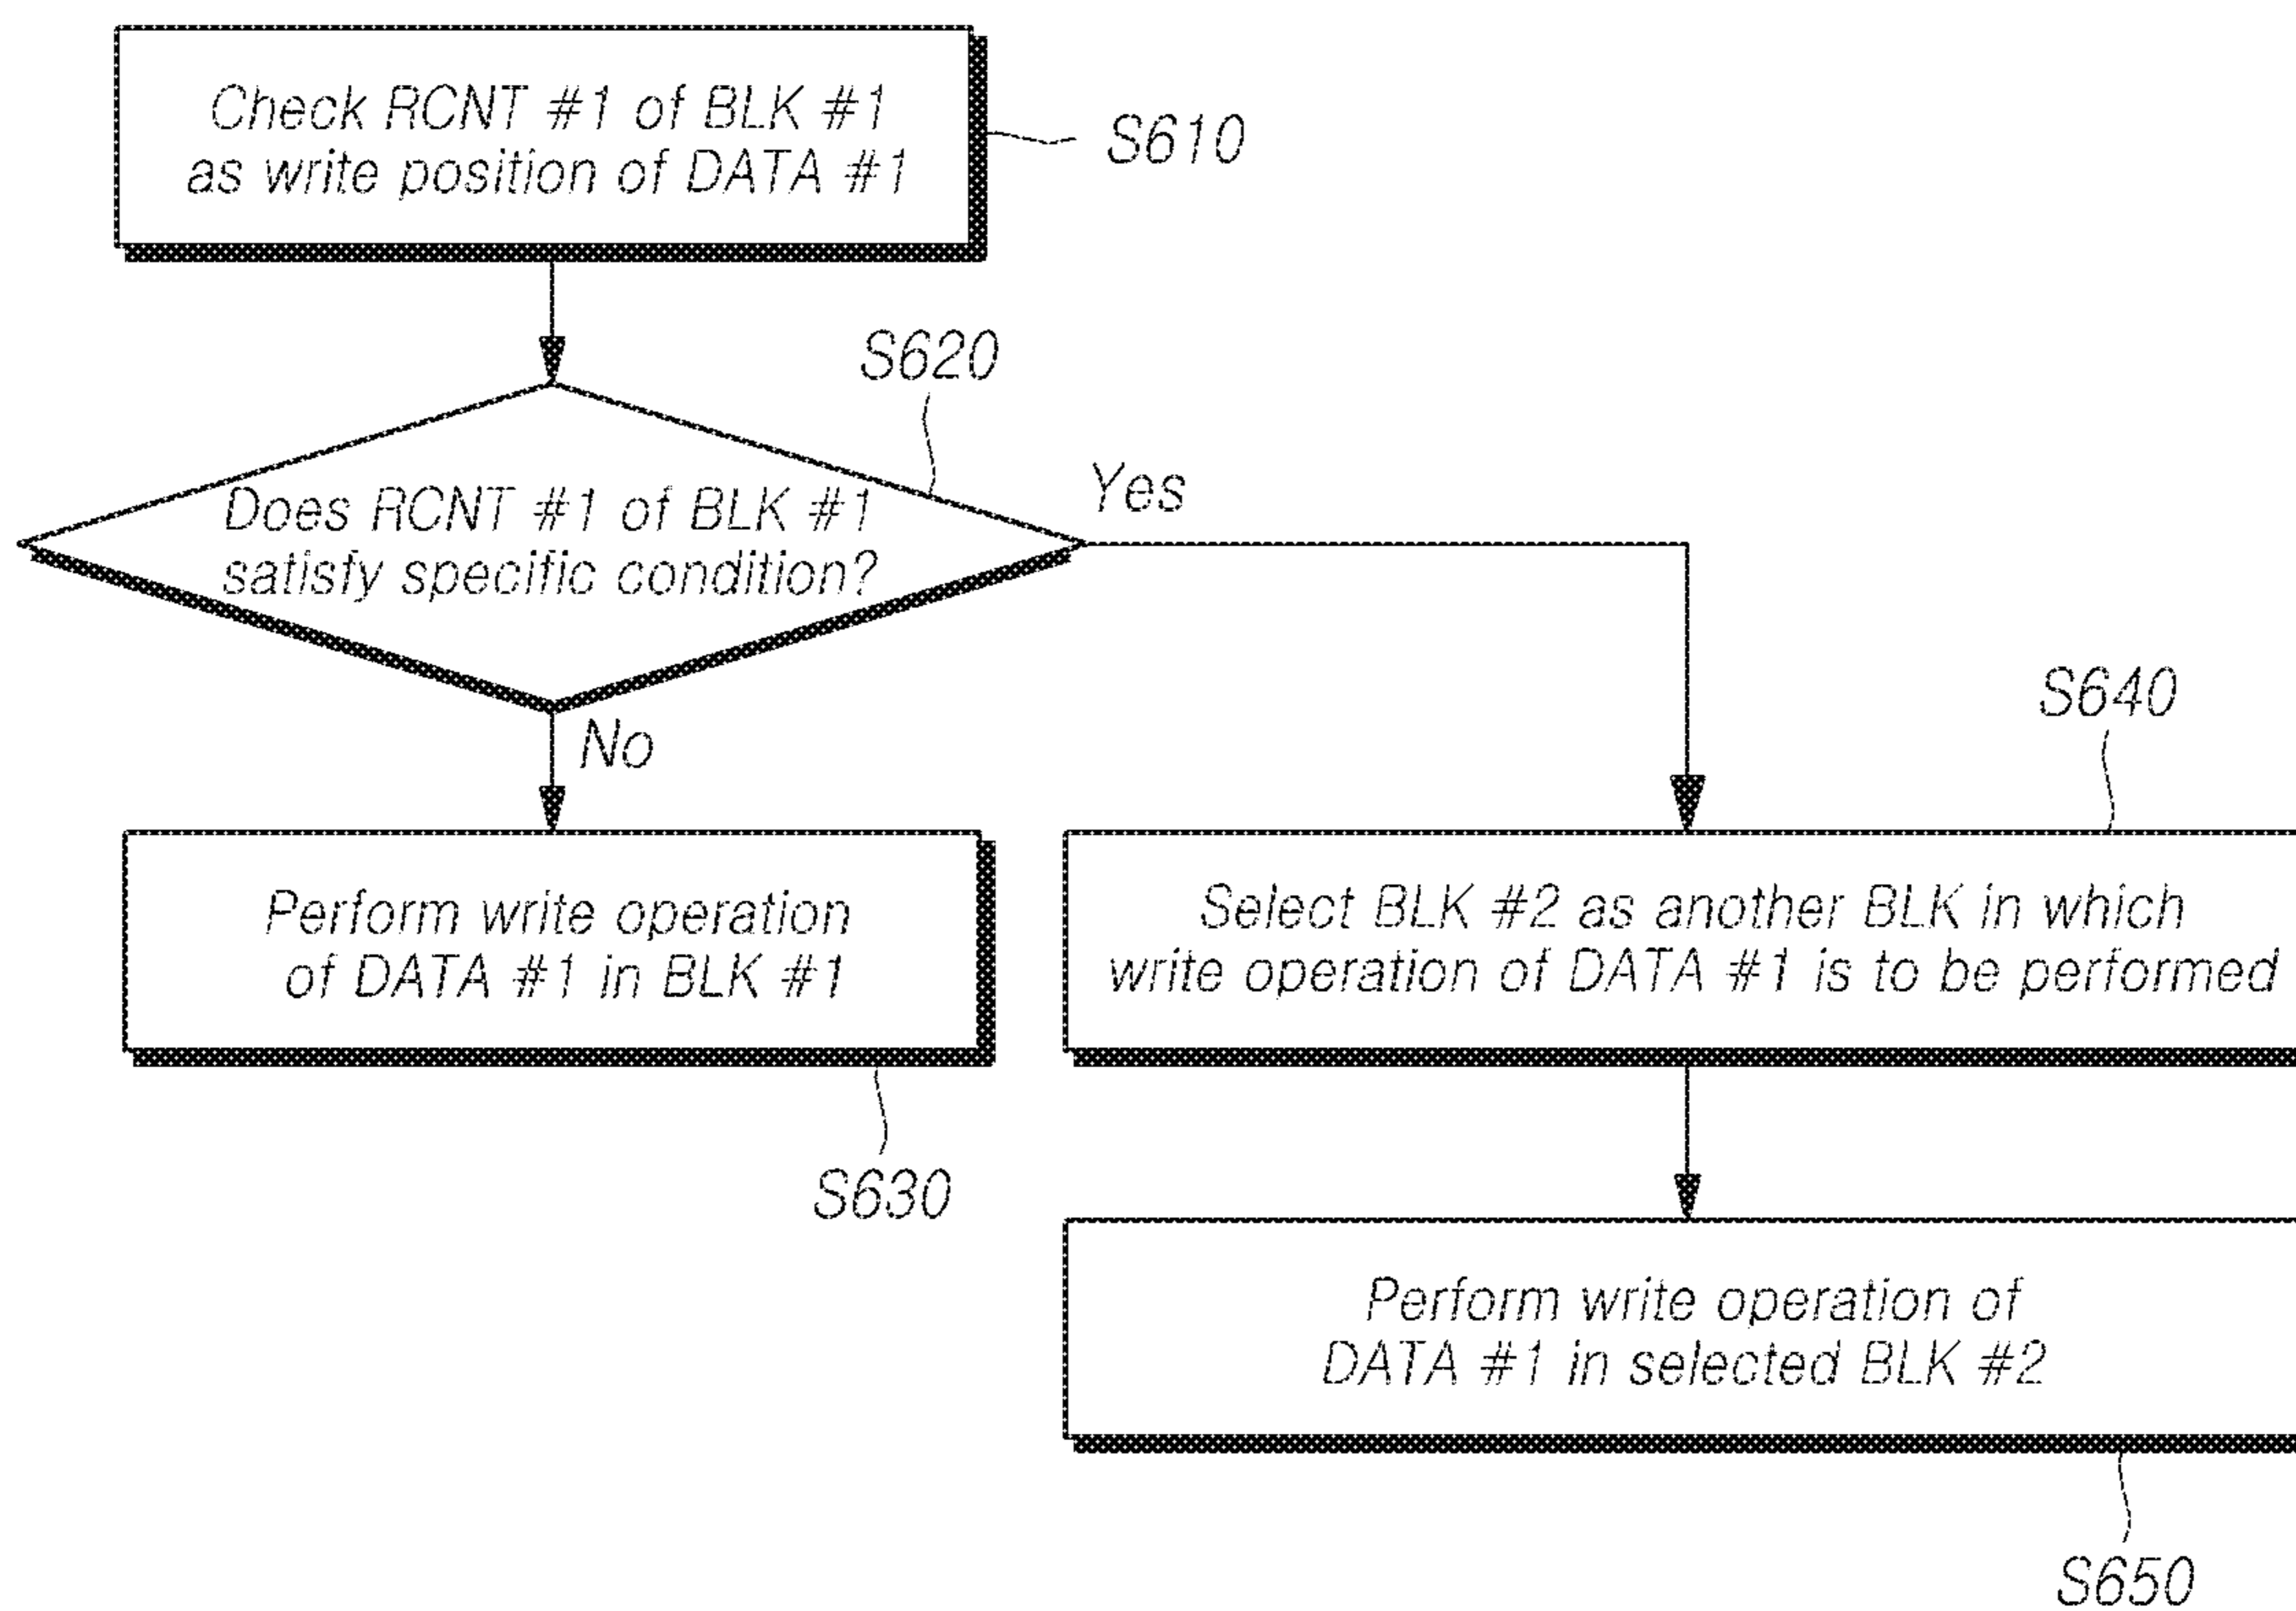 Check RCNT #1 of BLK #1
as write position of DATA #1
S610
S620
Does RCNT #1 of BLK #1
satisfy specific condition?
Yes
No
S640
Perform write operation
of DATA #1 in BLK #1
S630
Select BLK #2 as another BLK in which
write operation of DATA #1 is to be performed
Perform write operation of
DATA #1 in selected BLK #2
S650